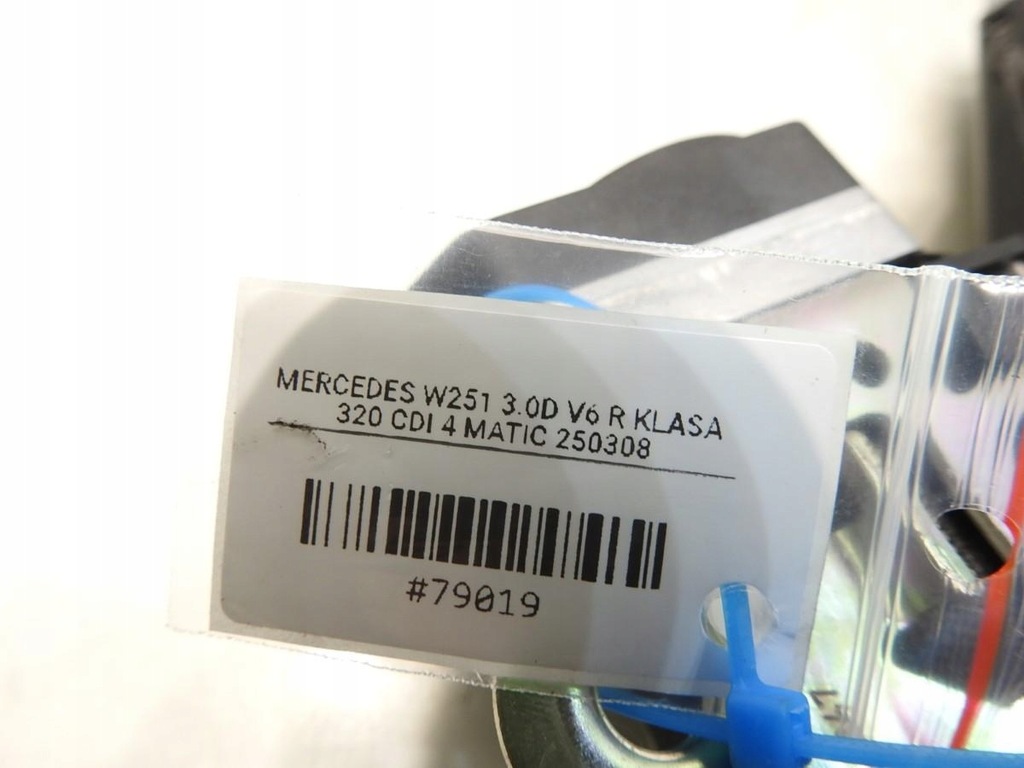 MERCEDES W251 3.0D V6 R KLASA
320 CDI 4 MATIC 250308
#79019